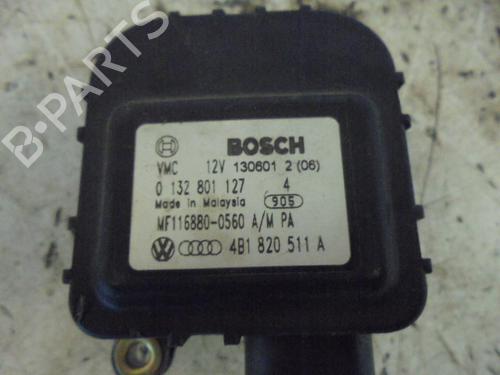 B-PARTS
BOSCH
VMC 12V 130601 2 (06)
0 132 801 127 4
Made in Malaysia 905
MF116880-0560 A/M PA
4B1 820 511 A